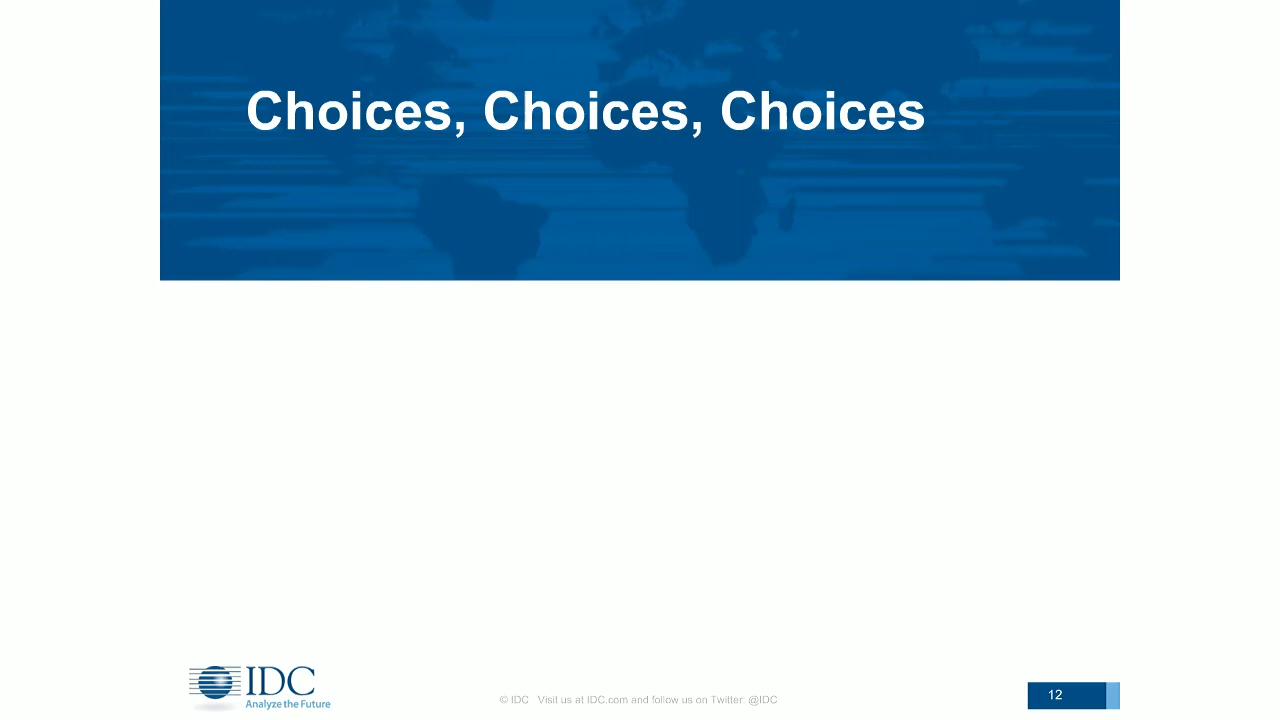 Choices, Choices, Choices
IDC
Analyze the Future
© IDC Visit us at IDC.com and follow us on Twitter: @IDC
12